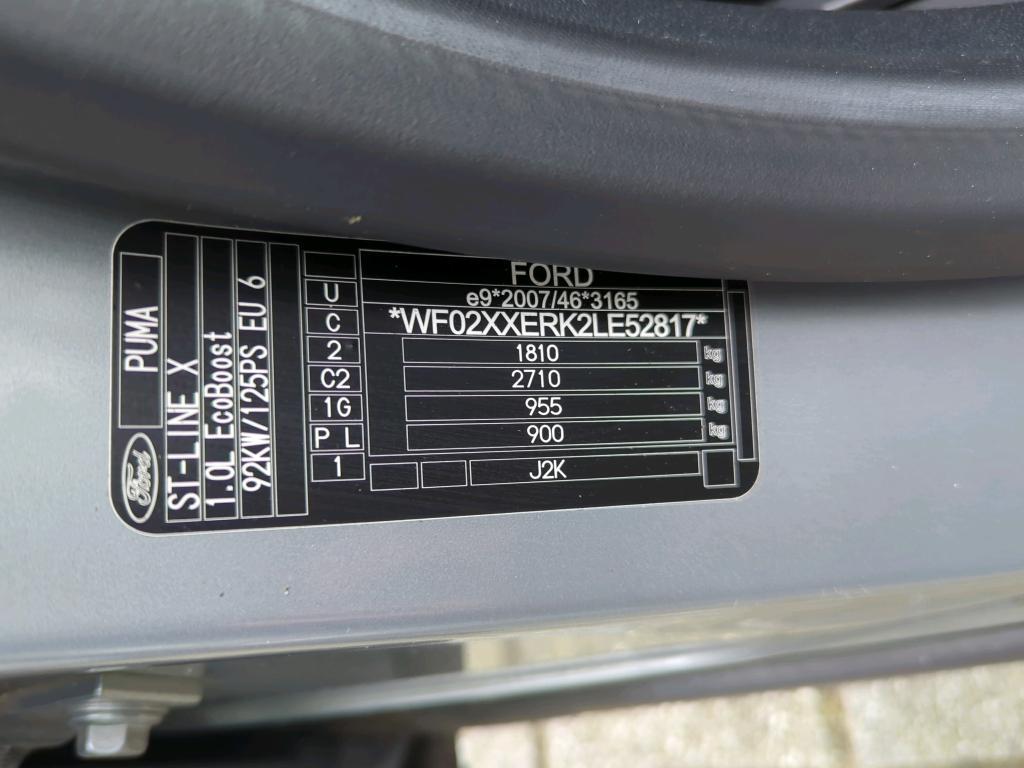 PUMA
Ford
ST-LINE X
1.0L EcoBoost
92KW/125PS EU 6
FORD
U e9*2007/46*3165
C *WF02XXERK2LE52817*
2 1810 kg
C2 2710 kg
1G 955 kg
P L 900 kg
1 J2K